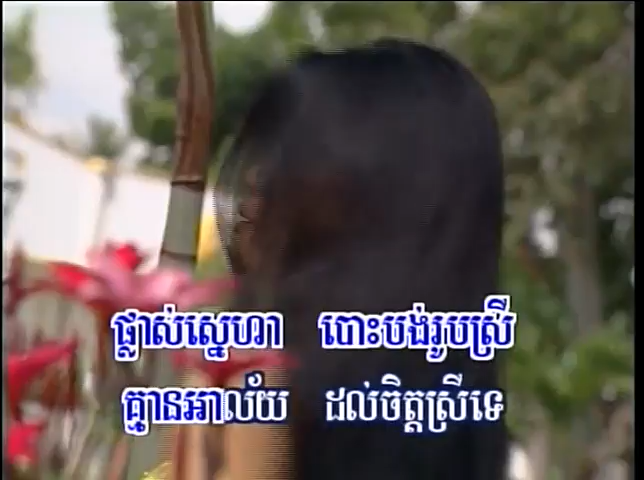 ផ្លាស់ស្នេហា បោះបង់រូបស្រី
គ្មានអាល័យ ដល់ចិត្តស្រីទេ